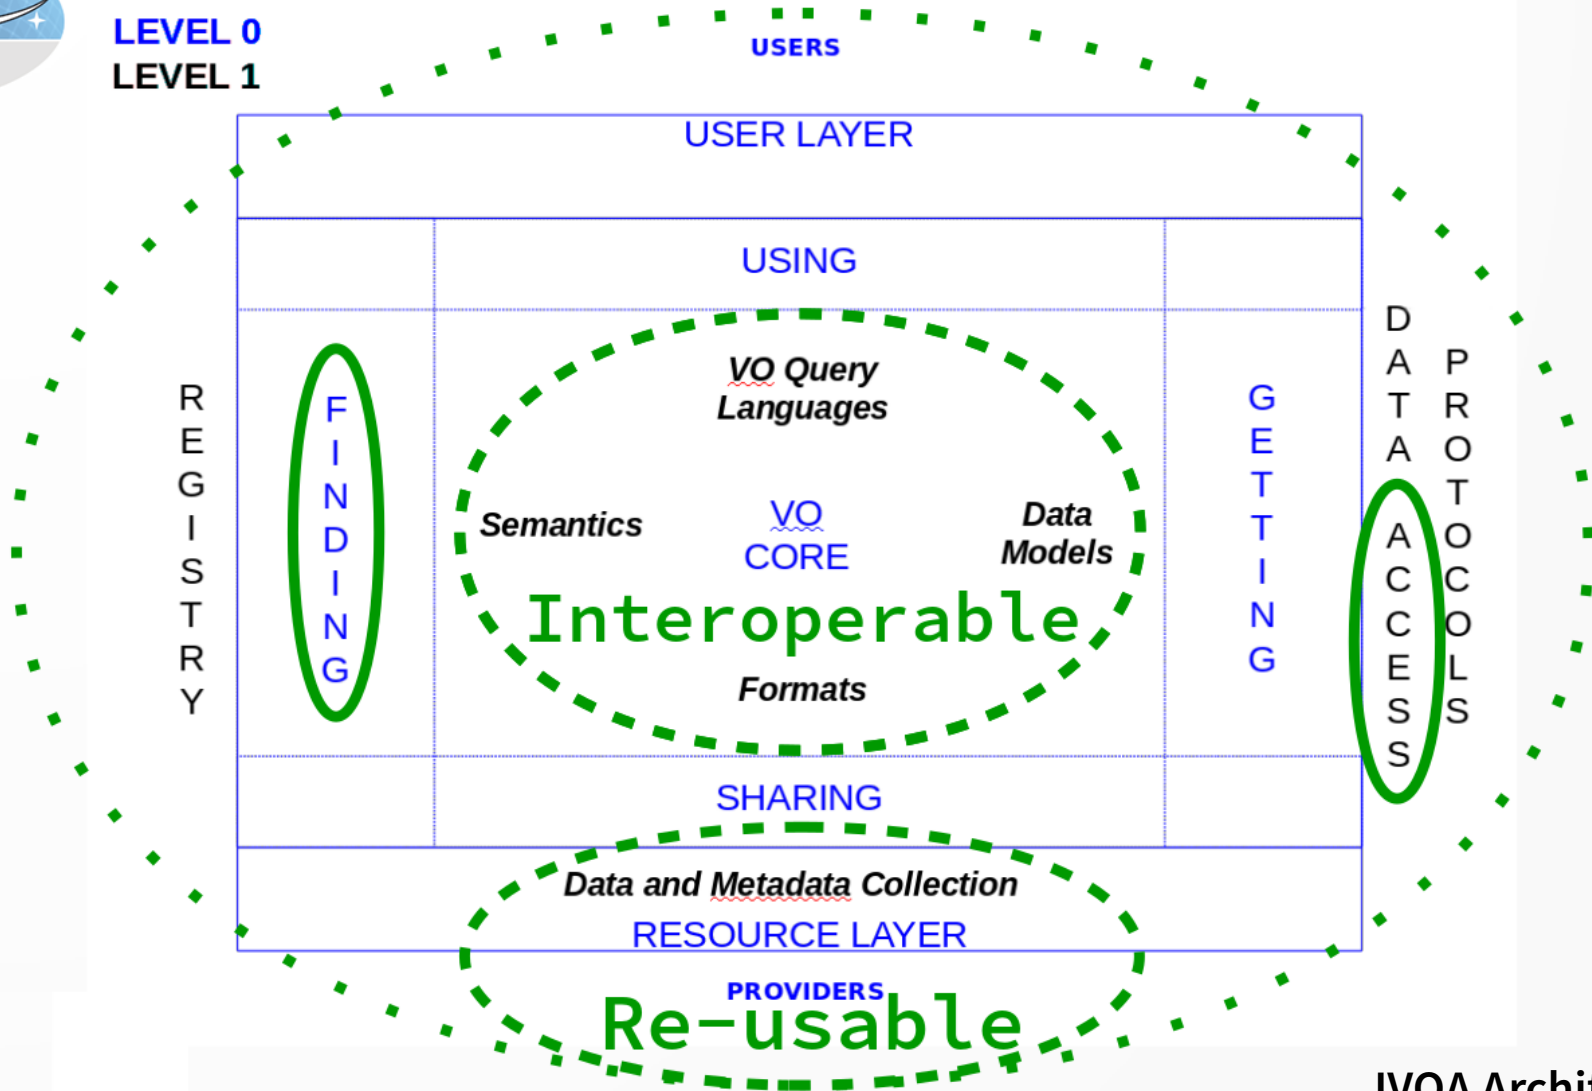 LEVEL 0
LEVEL 1
USERS
USER LAYER
USING
REGISTRY
FINDING
VO Query
Languages
Semantics
VO
CORE
Data
Models
Interoperable
Formats
GETTING
DATA ACCESS
PROTOCOLS
SHARING
Data and Metadata Collection
RESOURCE LAYER
PROVIDERS
Re-usable